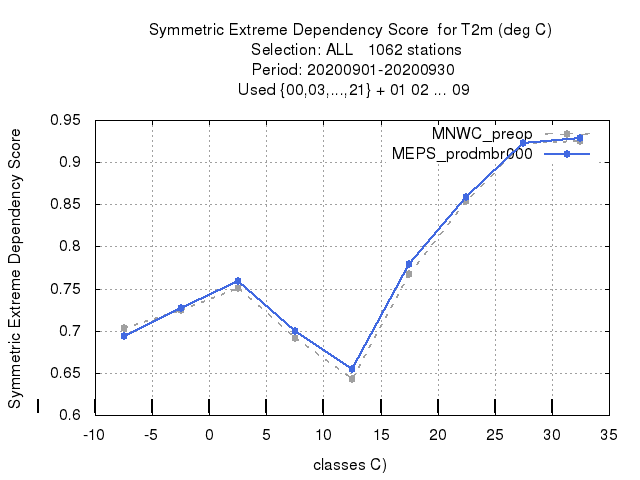 Symmetric Extreme Dependency Score for T2m (deg C)
Selection: ALL 1062 stations
Period: 20200901-20200930
Used {00,03,...,21} + 01 02 ... 09
Symmetric Extreme Dependency Score
0.95
0.9
0.85
0.8
0.75
0.7
0.65
0.6
MNWC_preop
MEPS_prodmbr000
-10 -5 0 5 10 15 20 25 30 35
classes C)